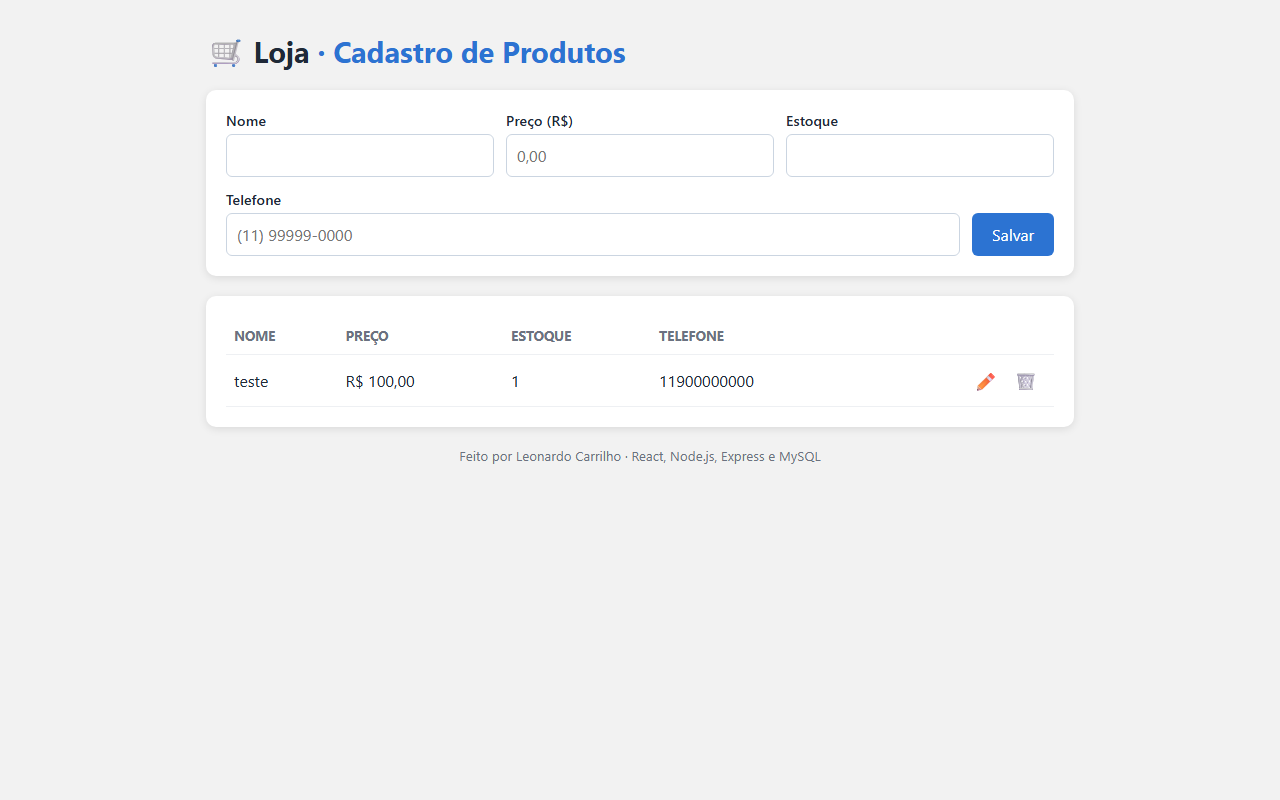 Loja · Cadastro de Produtos
Nome Preço (R$) Estoque
0,00
Telefone
(11) 99999-0000 Salvar
NOME PREÇO ESTOQUE TELEFONE
teste R$ 100,00 1 11900000000
Feito por Leonardo Carrilho · React, Node.js, Express e MySQL